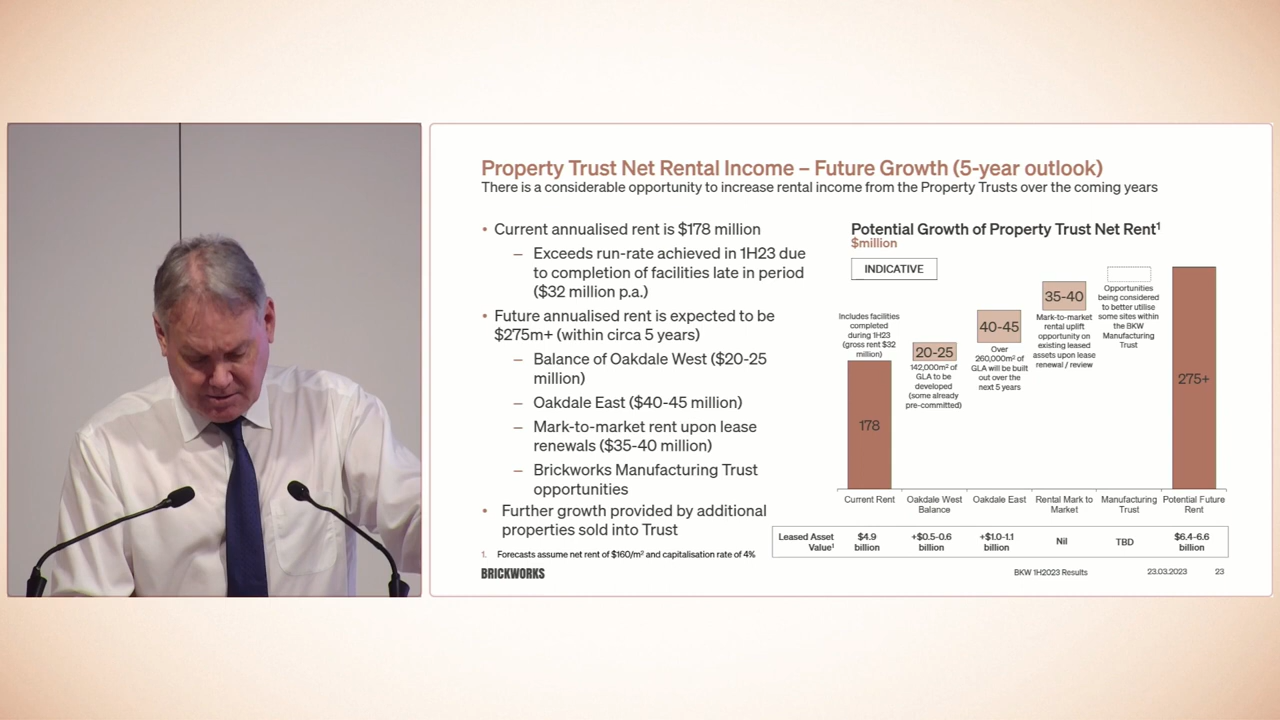 Property Trust Net Rental Income – Future Growth (5-year outlook)
There is a considerable opportunity to increase rental income from the Property Trusts over the coming years
• Current annualised rent is $178 million
– Exceeds run-rate achieved in 1H23 due
to completion of facilities late in period
($32 million p.a.)
• Future annualised rent is expected to be
$275m+ (within circa 5 years)
– Balance of Oakdale West ($20-25
million)
– Oakdale East ($40-45 million)
– Mark-to-market rent upon lease
renewals ($35-40 million)
– Brickworks Manufacturing Trust
opportunities
• Further growth provided by additional
properties sold into Trust
1. Forecasts assume net rent of $160/m² and capitalisation rate of 4%
BRICKWORKS
Potential Growth of Property Trust Net Rent¹
$million
INDICATIVE
Includes facilities
completed
during 1H23
(gross rent $32
million)
178
20-25
142,000m² of
GLA to be
developed
(some already
pre-committed)
40-45
Over
260,000m² of
GLA will be built
out over the
next 5 years
35-40
Mark-to-market
rental uplift
opportunity on
existing leased
assets upon lease
renewal / review
Opportunities
being considered
to better utilise
some sites within
the BKW
Manufacturing
Trust
275+
Current Rent
Oakdale West
Balance
Oakdale East
Rental Mark to
Market
Manufacturing
Trust
Potential Future
Rent
Leased Asset
Value¹
$4.9
billion
+$0.5-0.6
billion
+$1.0-1.1
billion
Nil
TBD
$6.4-6.6
billion
BKW 1H2023 Results
23.03.2023
23